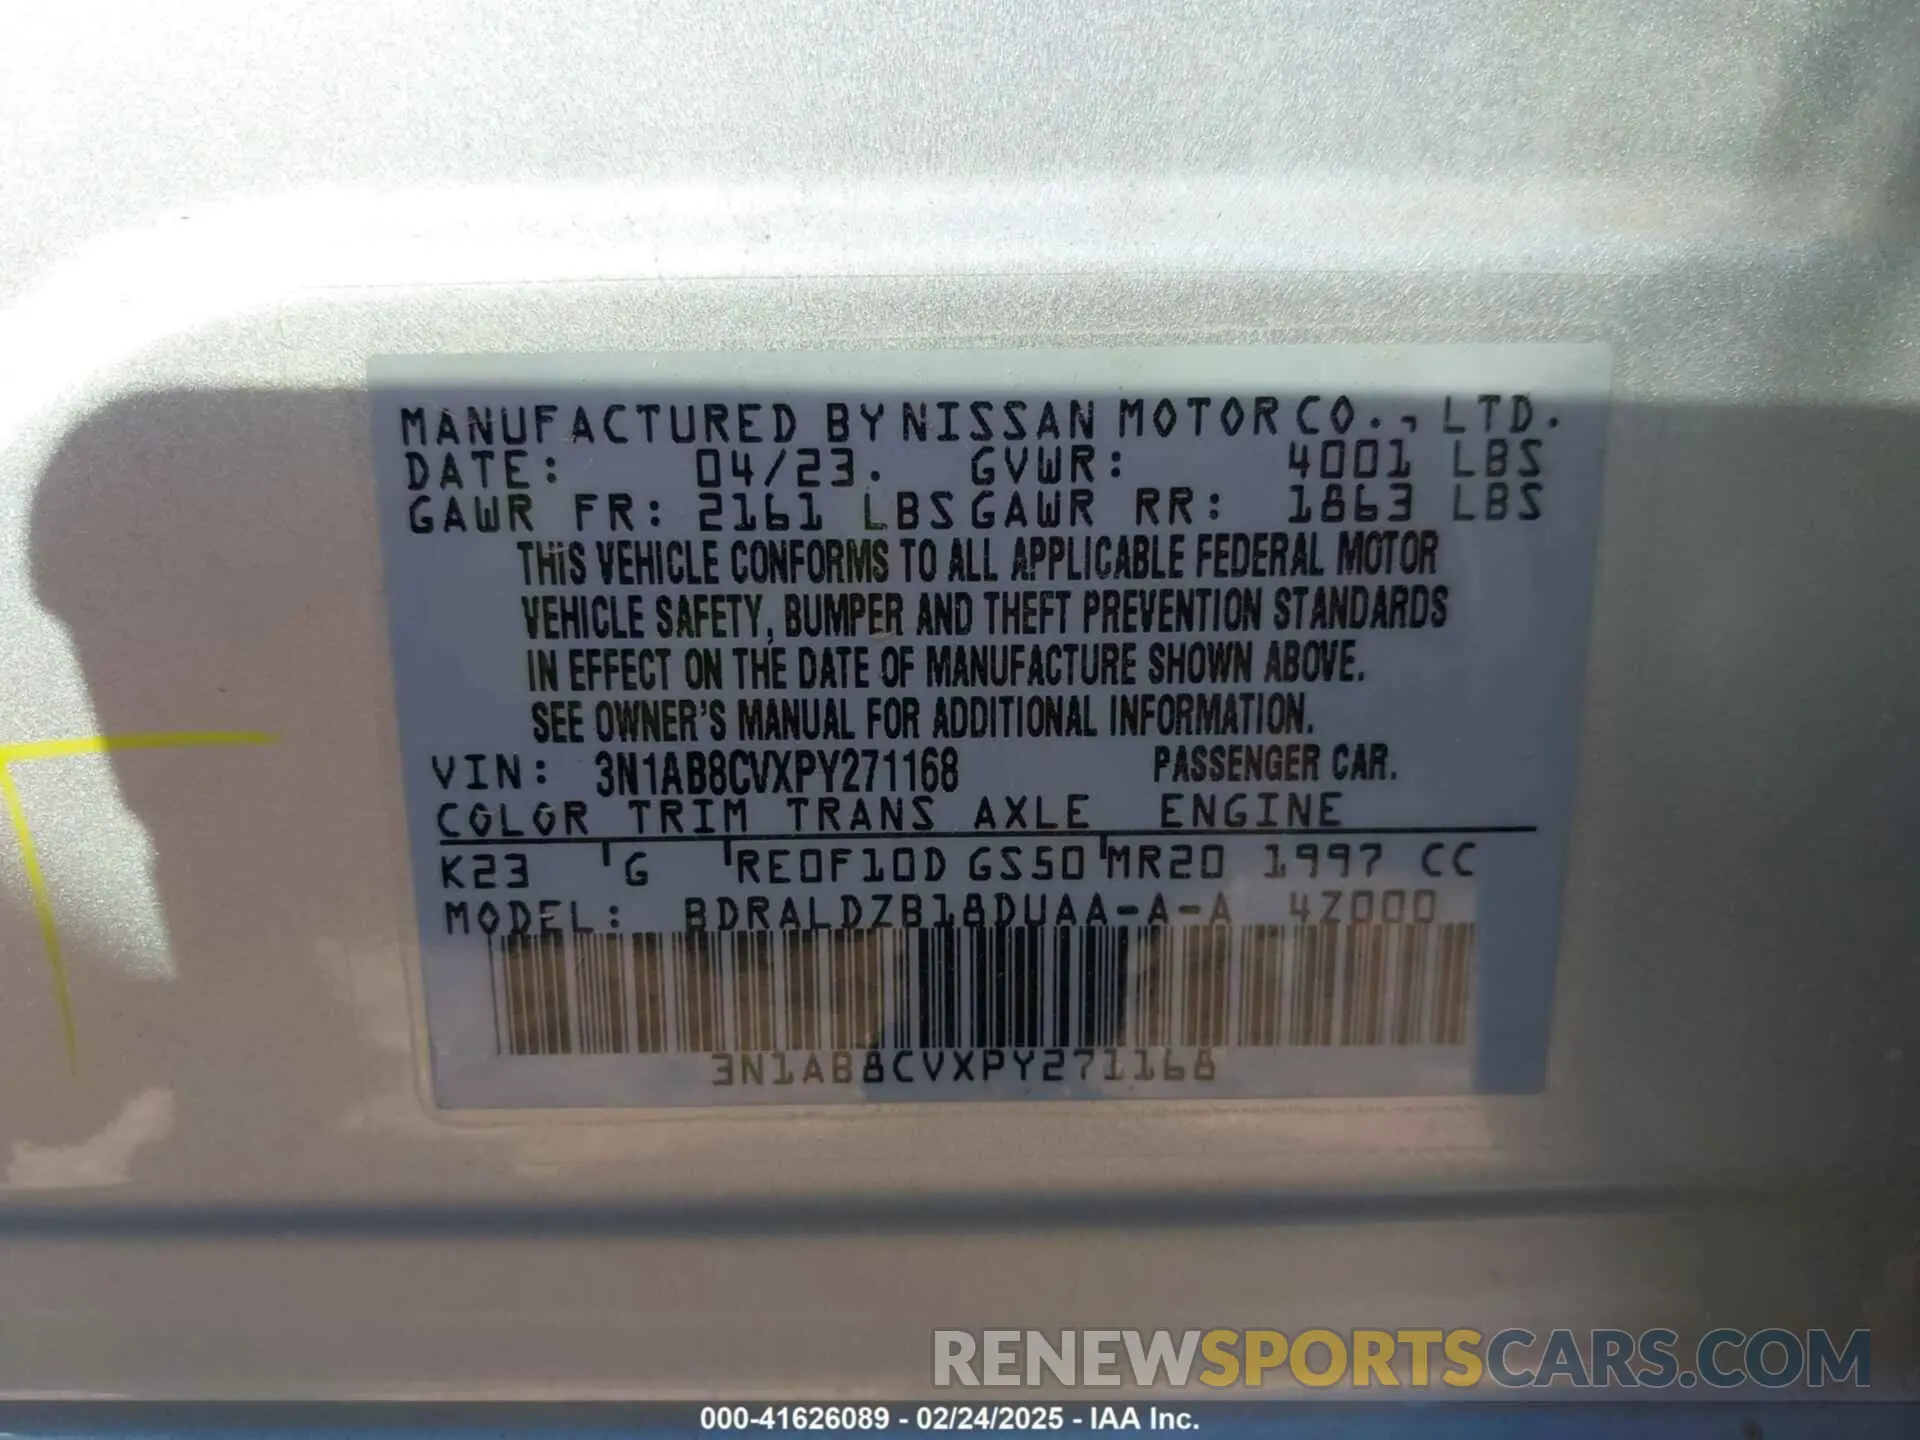 MANUFACTURED BY NISSAN MOTOR CO., LTD.
DATE: 04/23. GVWR: 4001 LBS
GAWR FR: 2161 LBS GAWR RR: 1863 LBS
THIS VEHICLE CONFORMS TO ALL APPLICABLE FEDERAL MOTOR
VEHICLE SAFETY, BUMPER AND THEFT PREVENTION STANDARDS
IN EFFECT ON THE DATE OF MANUFACTURE SHOWN ABOVE.
SEE OWNER'S MANUAL FOR ADDITIONAL INFORMATION.
VIN: 3N1AB8CVXPY271168 PASSENGER CAR.
COLOR TRIM TRANS AXLE ENGINE
K23 G RE0F10D GS50 MR20 1997 CC
MODEL: BDRALDZB18DUAA-A-A 4Z000
3N1AB8CVXPY271168
RENEWSPORTSCARS.COM
000-41626089 - 02/24/2025 - IAA Inc.